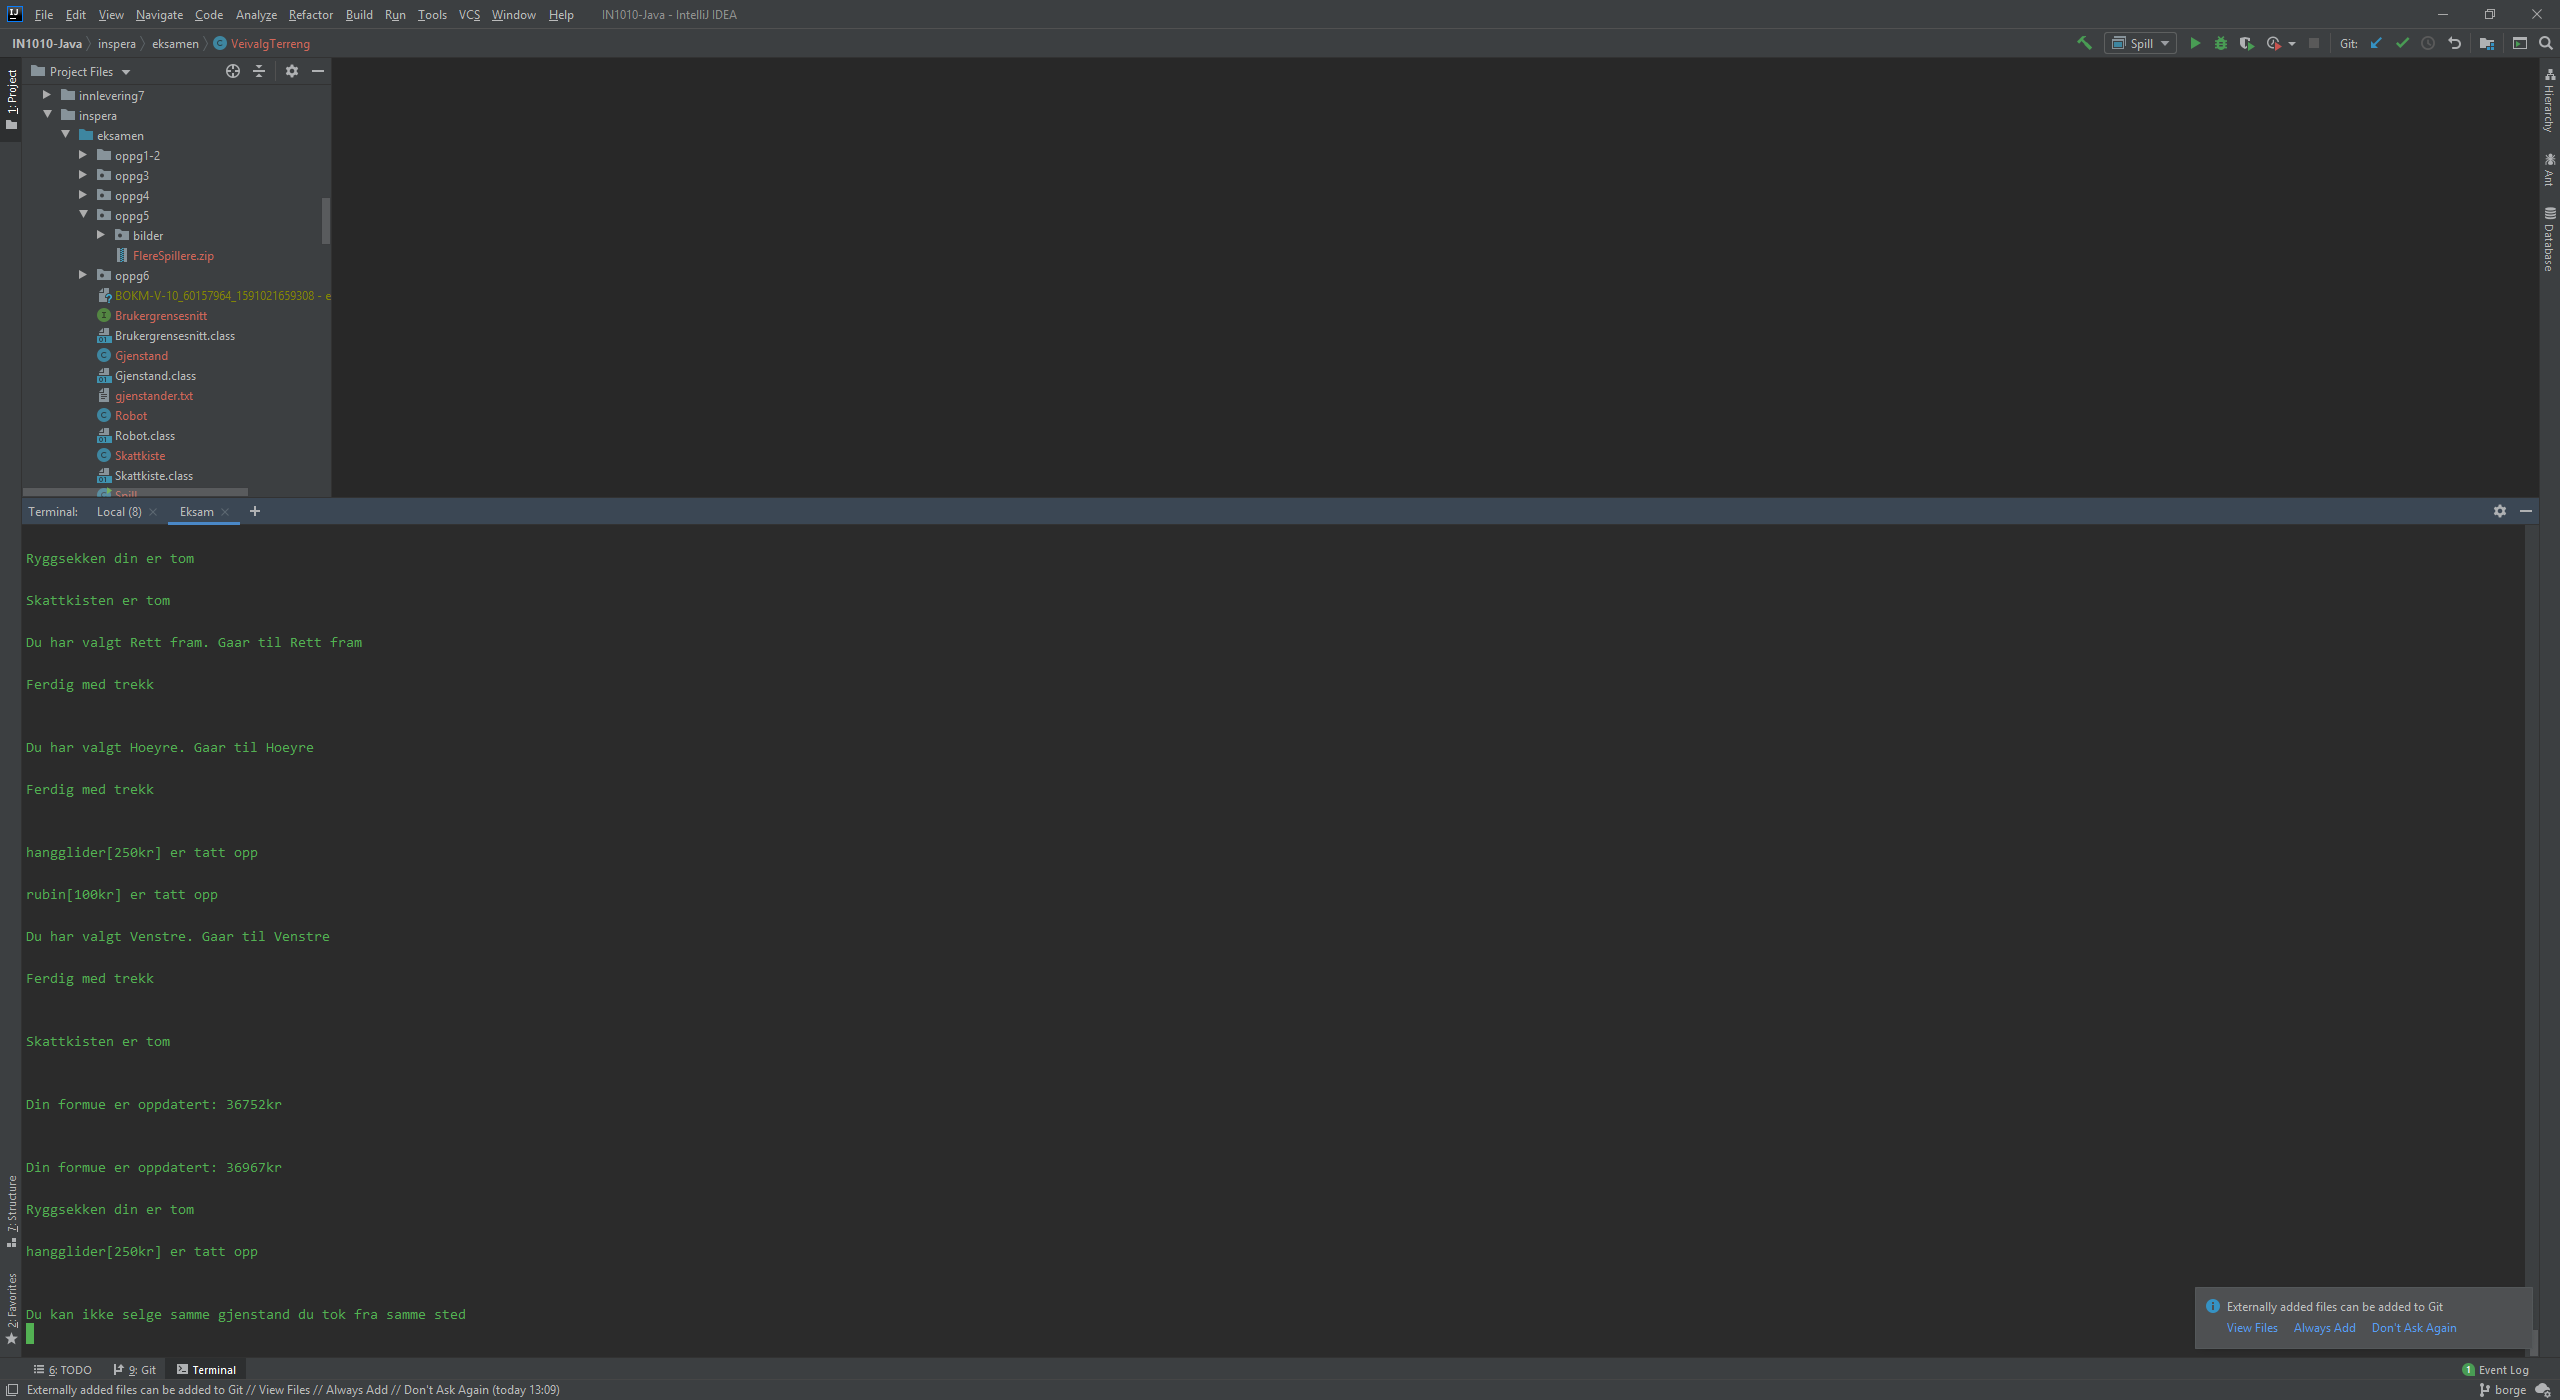 File Edit View Navigate Code Analyze Refactor Build Run Tools VCS Window Help IN1010-Java - IntelliJ IDEA
IN1010-Java inspera eksamen VeivalgTerreng
Spill
Git:
1: Project
Project Files
innlevering7
inspera
eksamen
oppg1-2
oppg3
oppg4
oppg5
bilder
FlereSpillere.zip
oppg6
BOKM-V-10_60157964_1591021659308 - e
Brukergrensesnitt
Brukergrensesnitt.class
Gjenstand
Gjenstand.class
gjenstander.txt
Robot
Robot.class
Skattkiste
Skattkiste.class
Spill
Hierarchy
Ant
Database
Terminal: Local (8) Eksam
Ryggsekken din er tom
Skattkisten er tom
Du har valgt Rett fram. Gaar til Rett fram
Ferdig med trekk
Du har valgt Hoeyre. Gaar til Hoeyre
Ferdig med trekk
hangglider[250kr] er tatt opp
rubin[100kr] er tatt opp
Du har valgt Venstre. Gaar til Venstre
Ferdig med trekk
Skattkisten er tom
Din formue er oppdatert: 36752kr
Din formue er oppdatert: 36967kr
Ryggsekken din er tom
hangglider[250kr] er tatt opp
Du kan ikke selge samme gjenstand du tok fra samme sted
7: Structure
2: Favorites
Externally added files can be added to Git
View Files Always Add Don't Ask Again
6: TODO 9: Git Terminal
1 Event Log
Externally added files can be added to Git // View Files // Always Add // Don't Ask Again (today 13:09)
borge